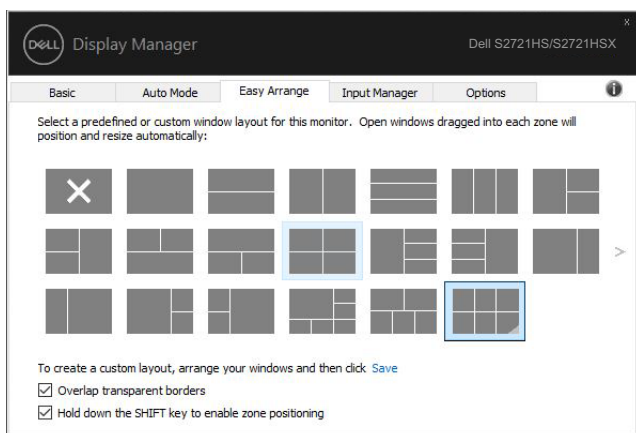 x
DELL Display Manager Dell S2721HS/S2721HSX
Basic Auto Mode Easy Arrange Input Manager Options i
Select a predefined or custom window layout for this monitor. Open windows dragged into each zone will
position and resize automatically:
>
To create a custom layout, arrange your windows and then click Save
Overlap transparent borders
Hold down the SHIFT key to enable zone positioning